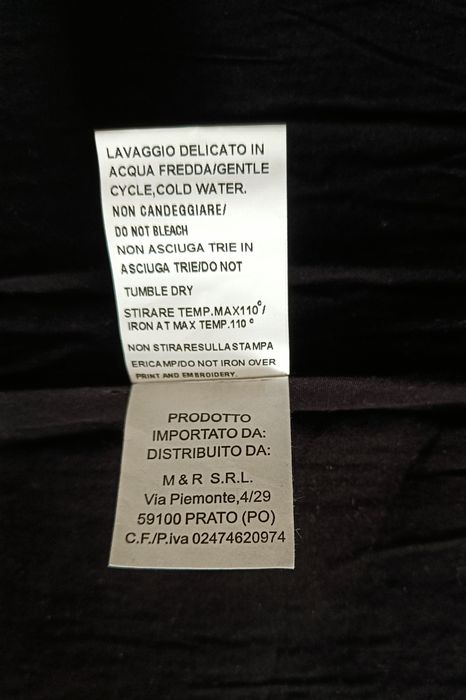 LAVAGGIO DELICATO IN
ACQUA FREDDA/GENTLE
CYCLE,COLD WATER.
NON CANDEGGIARE/
DO NOT BLEACH
NON ASCIUGA TRIE IN
ASCIUGA TRIE/DO NOT
TUMBLE DRY
STIRARE TEMP.MAX110°/
IRON AT MAX TEMP.110 °
NON STIRARESULLASTAMPA
ERICAMP/DO NOT IRON OVER
PRINT AND EMBROIDERY.
PRODOTTO
IMPORTATO DA:
DISTRIBUITO DA:
M & R S.R.L.
Via Piemonte,4/29
59100 PRATO (PO)
C.F./P.iva 02474620974